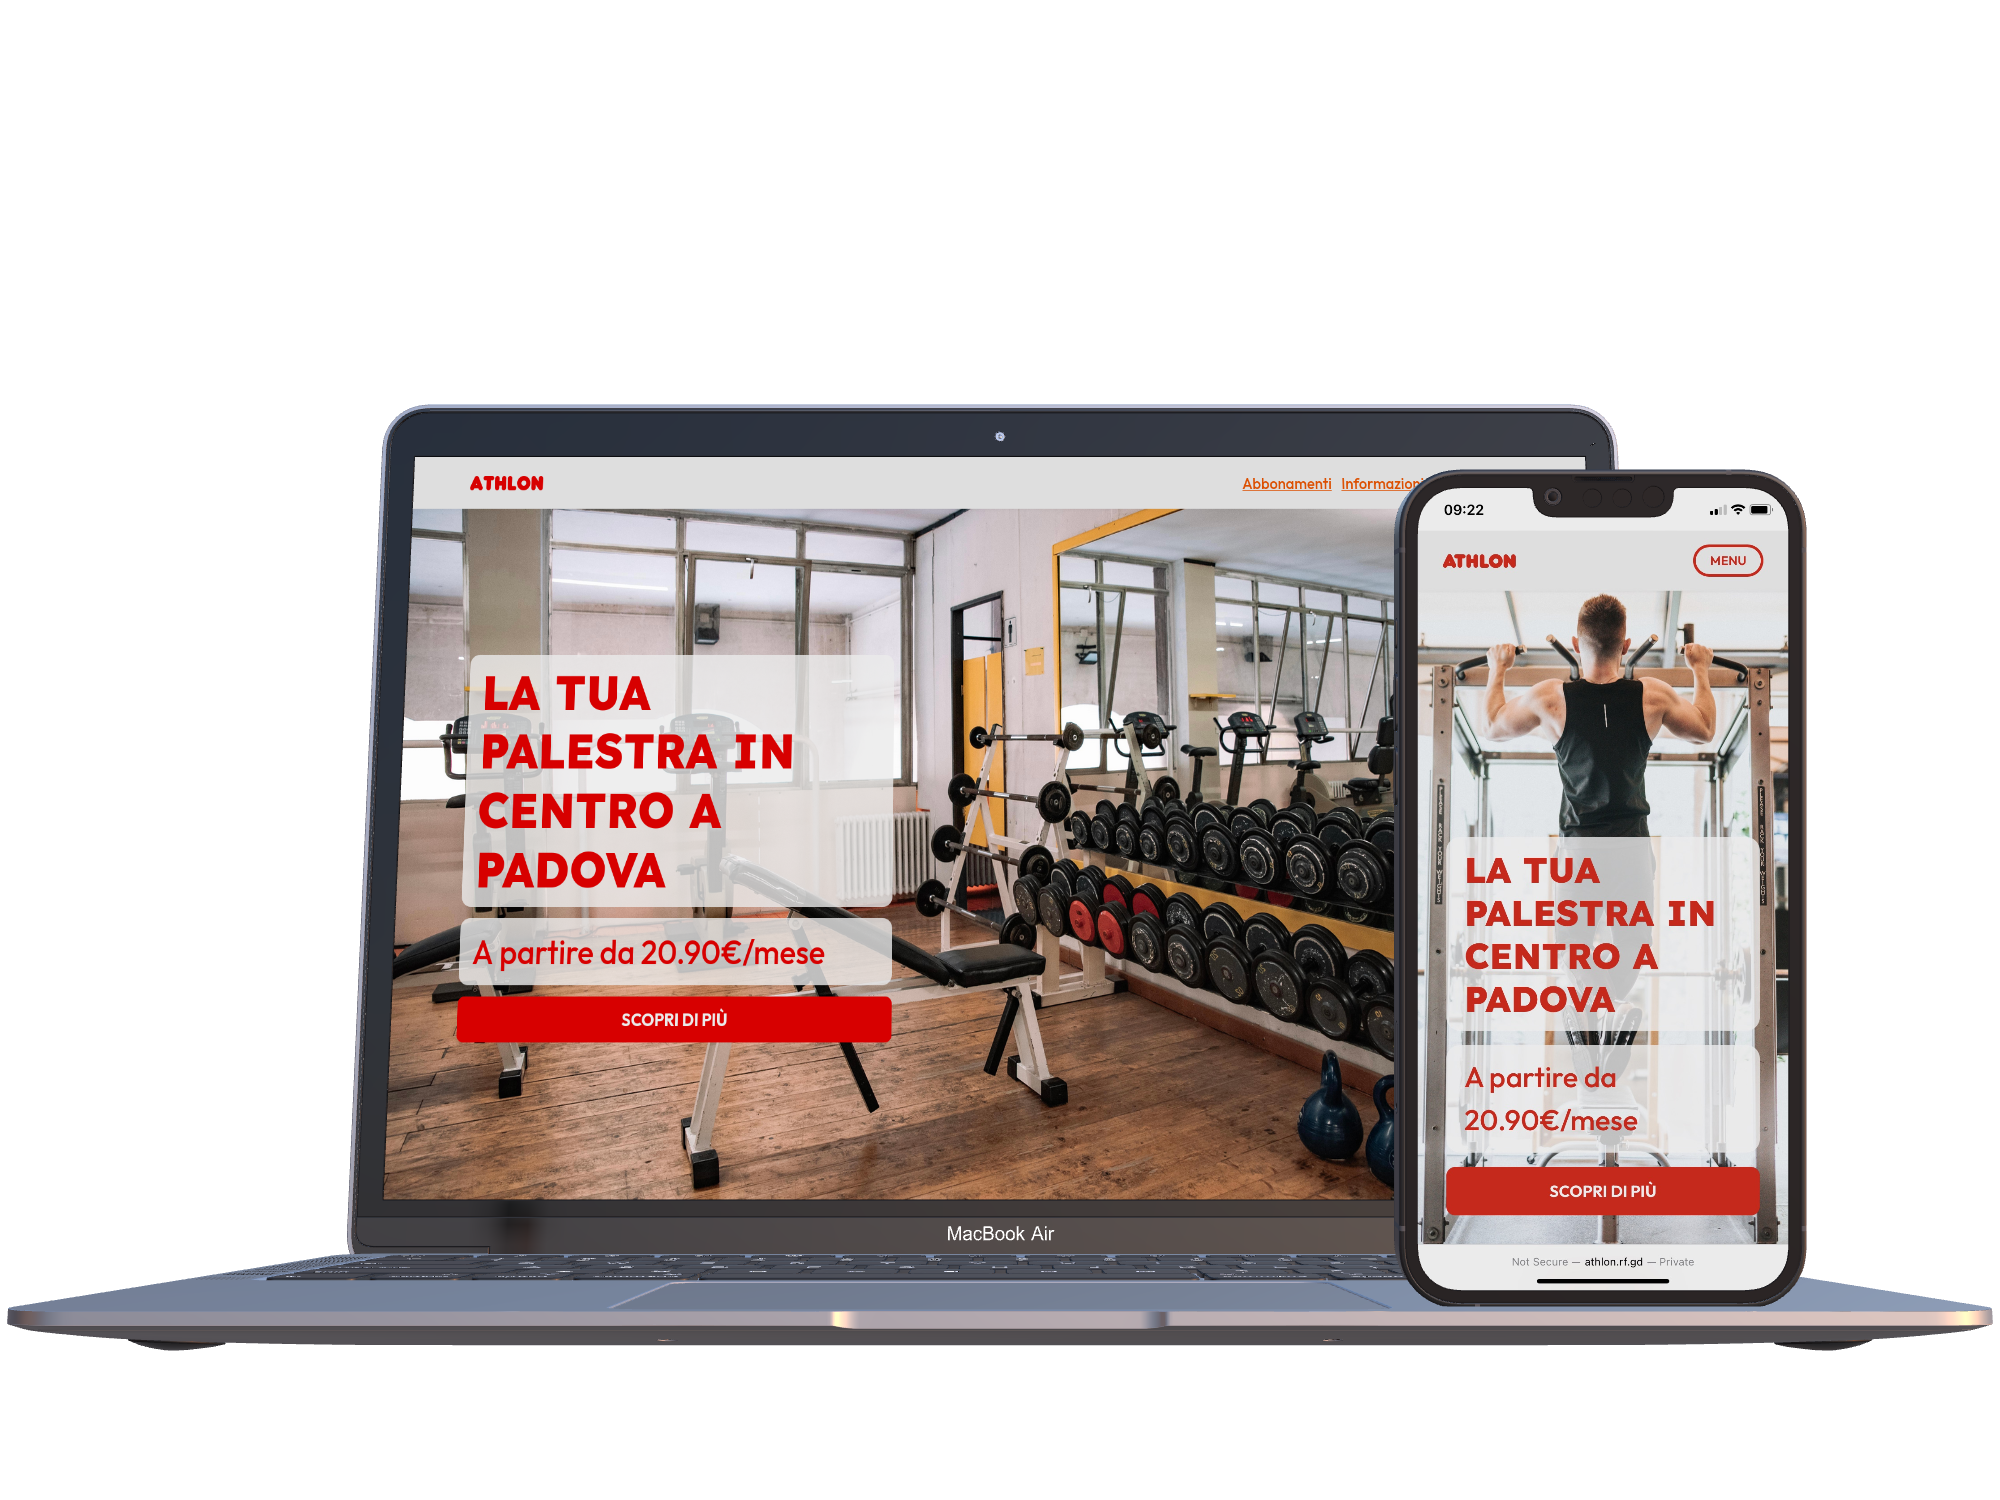 ATHLON
Abbonamenti Informazioni
LA TUA
PALESTRA IN
CENTRO A
PADOVA
A partire da 20.90€/mese
SCOPRI DI PIÙ
MacBook Air
09:22
ATHLON
MENU
LA TUA
PALESTRA IN
CENTRO A
PADOVA
A partire da
20.90€/mese
SCOPRI DI PIÙ
Not Secure — athlon.rf.gd — Private